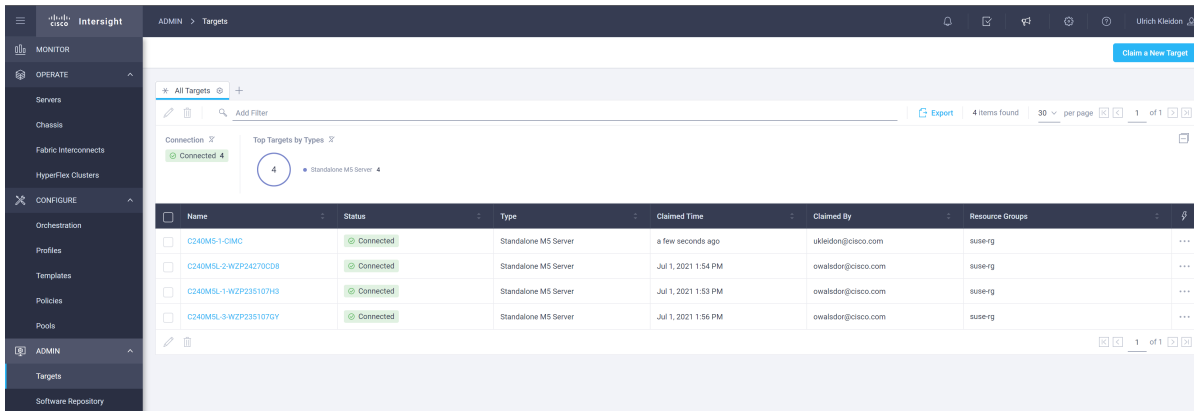 cisco Intersight
ADMIN > Targets
Ulrich Kleidon
MONITOR
OPERATE
Servers
Chassis
Fabric Interconnects
HyperFlex Clusters
CONFIGURE
Orchestration
Profiles
Templates
Policies
Pools
ADMIN
Targets
Software Repository
Claim a New Target
All Targets
Add Filter
Export 4 items found 30 per page 1 of 1
Connection
Connected 4
Top Targets by Types
4
Standalone M5 Server 4
Name Status Type Claimed Time Claimed By Resource Groups
C240M5-1-CIMC Connected Standalone M5 Server a few seconds ago ukleidon@cisco.com suse-rg
C240M5L-2-WZP24270CD8 Connected Standalone M5 Server Jul 1, 2021 1:54 PM owalsdor@cisco.com suse-rg
C240M5L-1-WZP235107H3 Connected Standalone M5 Server Jul 1, 2021 1:53 PM owalsdor@cisco.com suse-rg
C240M5L-3-WZP235107GY Connected Standalone M5 Server Jul 1, 2021 1:56 PM owalsdor@cisco.com suse-rg
1 of 1